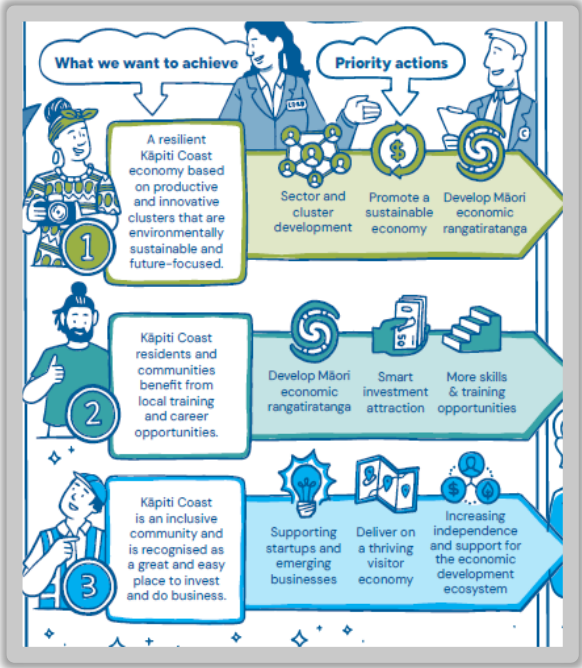 What we want to achieve
Priority actions
A resilient
Kāpiti Coast
economy based
on productive
and innovative
clusters that are
environmentally
sustainable and
future-focused.
1
Sector and
cluster
development
Promote a
sustainable
economy
Develop Māori
economic
rangatiratanga
Kāpiti Coast
residents and
communities
benefit from
local training
and career
opportunities.
2
Develop Māori
economic
rangatiratanga
Smart
investment
attraction
More skills
& training
opportunities
Kāpiti Coast
is an inclusive
community and
is recognised as
a great and easy
place to invest
and do business.
3
Supporting
startups and
emerging
businesses
Deliver on
a thriving
visitor
economy
Increasing
independence
and support for
the economic
development
ecosystem